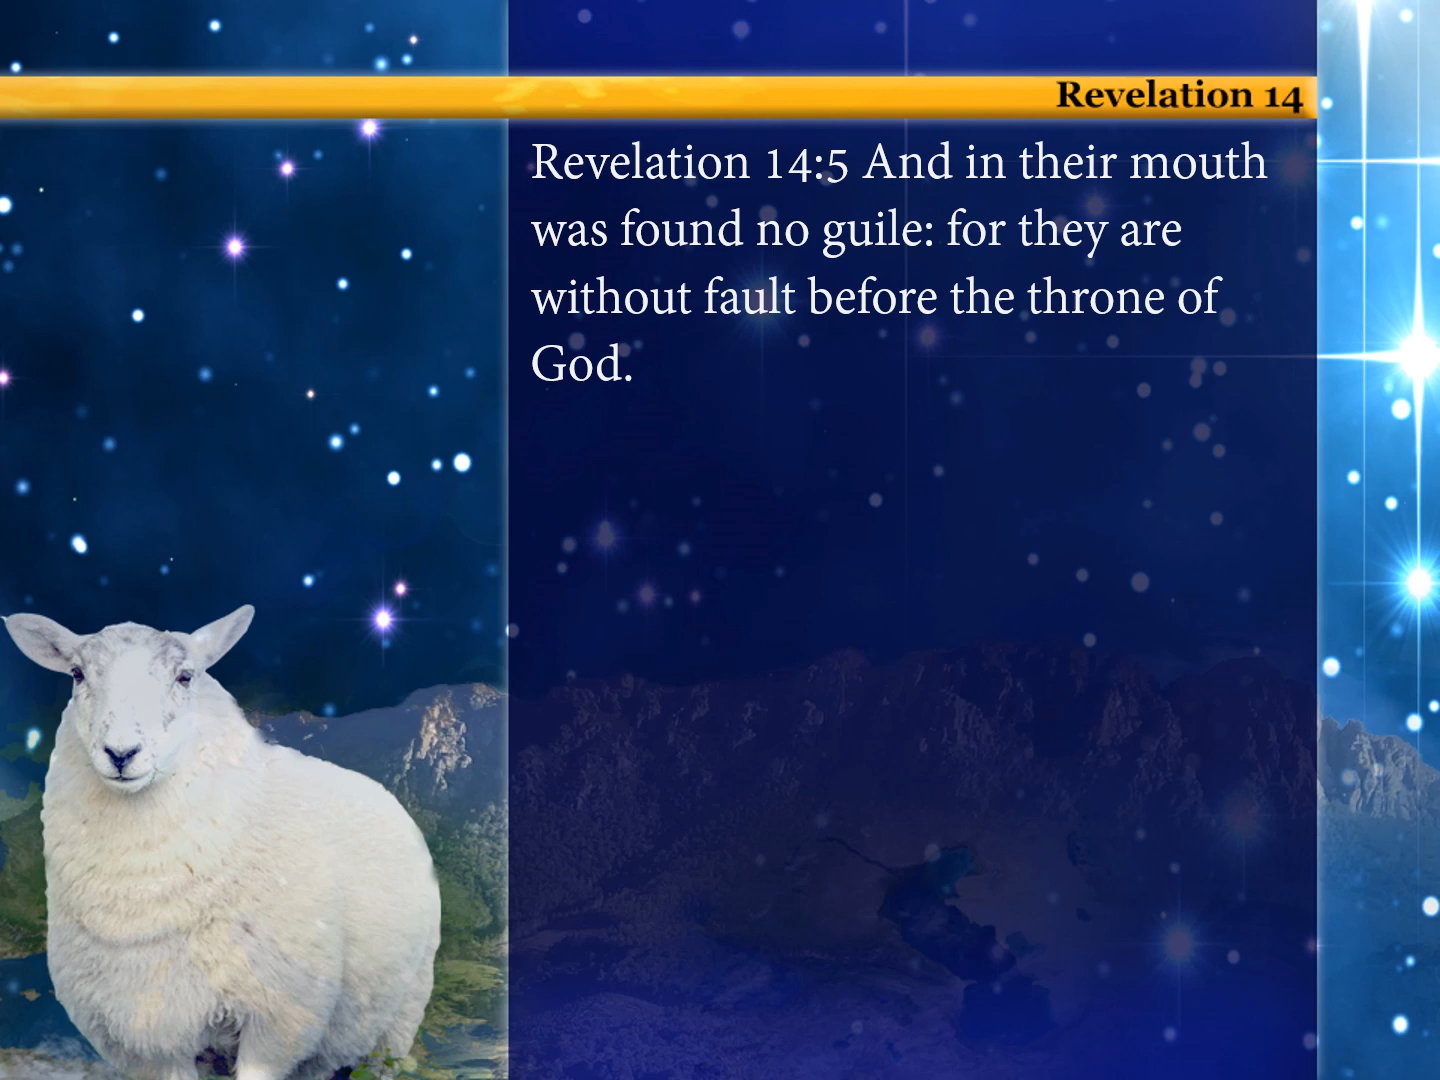 Revelation 14
Revelation 14:5 And in their mouth
was found no guile: for they are
without fault before the throne of
God.